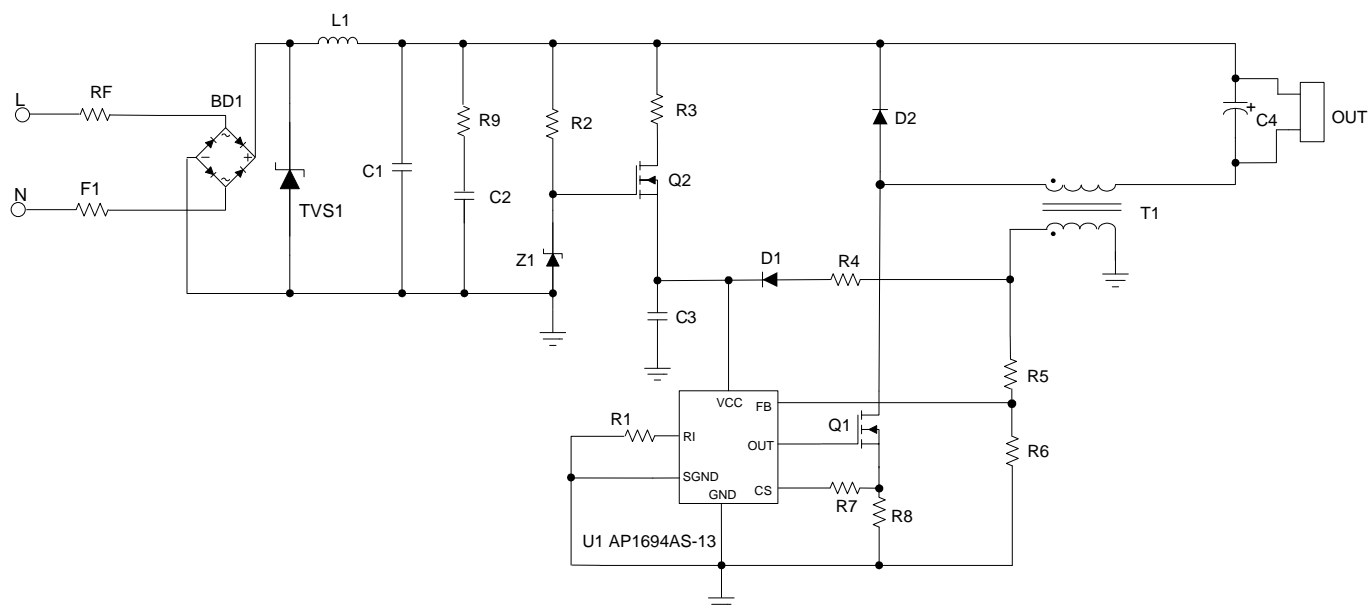 L1
L
RF
BD1
R9
R2
R3
D2
C4
+
OUT
~
- +
~
C1
Q2
N
F1
TVS1
C2
T1
Z1
D1
R4
C3
R5
VCC
FB
R1
RI
OUT
Q1
R6
SGND
GND
CS
R7
R8
U1 AP1694AS-13